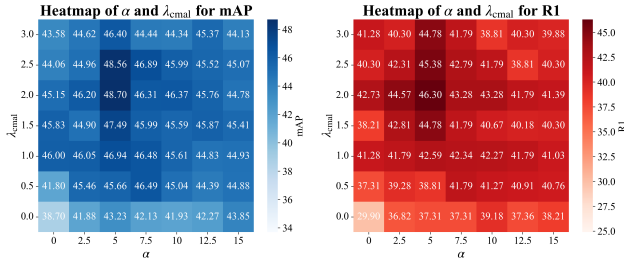 Heatmap of α and λcmal for mAP
3.0 43.58 44.62 46.40 44.44 44.34 45.37 44.13
2.5 44.06 44.96 48.56 46.89 45.99 45.52 45.07
2.0 45.15 46.20 48.70 46.31 46.37 45.76 44.78
1.5 45.83 44.90 47.49 45.99 45.59 45.87 45.41
1.0 46.00 46.05 46.94 46.48 45.61 44.83 44.93
0.5 41.80 45.46 45.66 46.49 45.04 44.39 44.88
0.0 38.70 41.88 43.23 42.13 41.93 42.27 43.85
0 2.5 5 7.5 10 12.5 15
α
λcmal
48
46
44
42
40
38
36
34
mAP
Heatmap of α and λcmal for R1
3.0 41.28 40.30 44.78 41.79 38.81 40.30 39.88
2.5 40.30 42.31 45.38 41.79 40.21 38.81 40.30
2.0 42.73 44.57 46.30 43.28 43.28 41.79 41.39
1.5 38.21 42.81 44.78 41.79 40.67 40.18 40.30
1.0 41.28 41.79 42.59 42.34 42.27 41.79 41.03
0.5 37.31 39.28 38.81 41.79 41.27 40.91 40.76
0.0 29.90 36.82 37.31 37.31 39.18 37.36 38.21
0 2.5 5 7.5 10 12.5 15
α
λcmal
45.0
42.5
40.0
37.5
35.0
32.5
30.0
27.5
25.0
R1